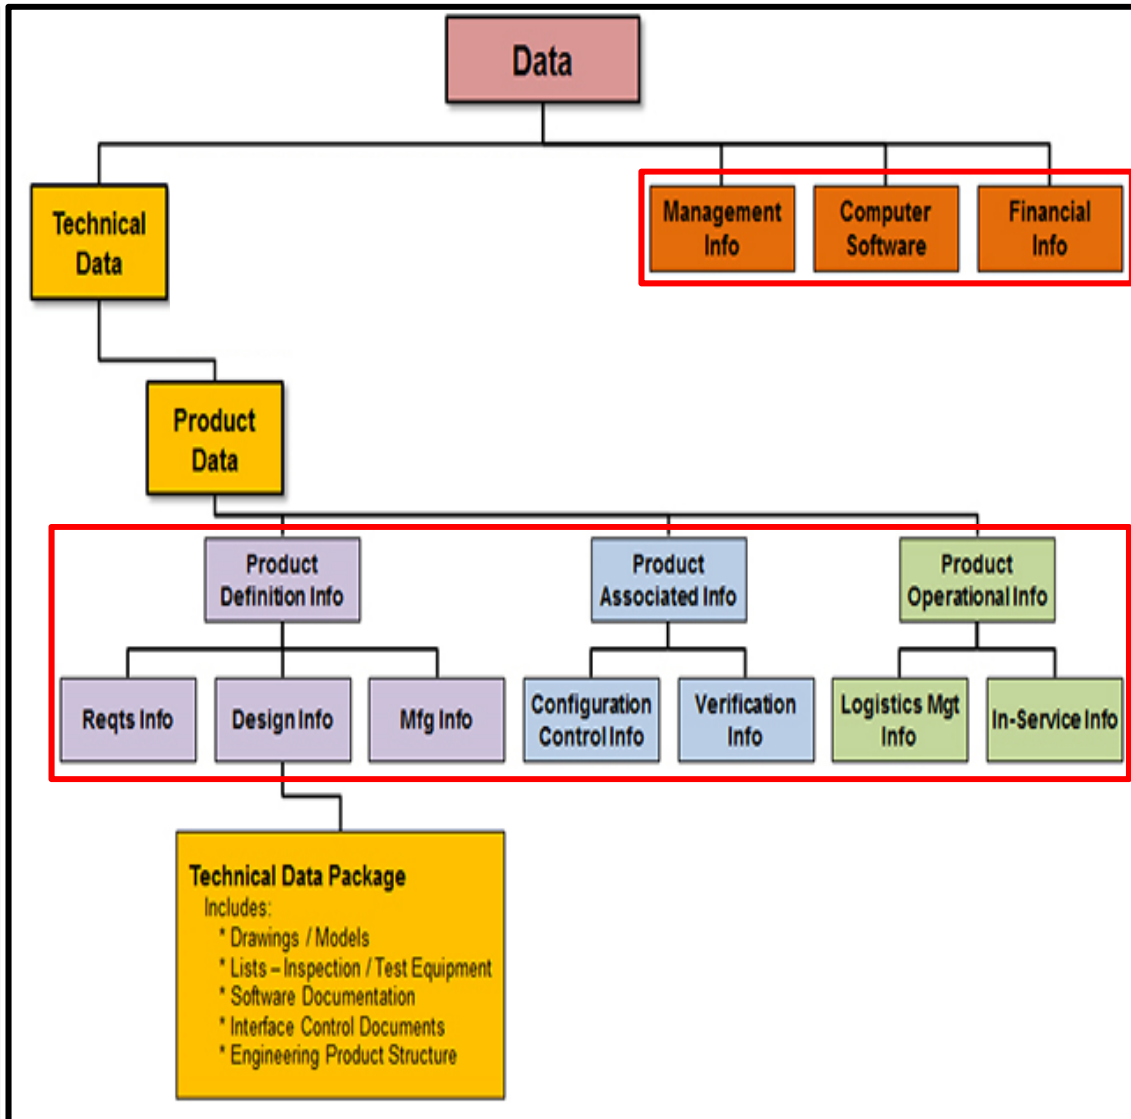 Data
Technical
Data
Management
Info
Computer
Software
Financial
Info
Product
Data
Product
Definition Info
Product
Associated Info
Product
Operational Info
Reqts Info
Design Info
Mfg Info
Configuration
Control Info
Verification
Info
Logistics Mgt
Info
In-Service Info
Technical Data Package
Includes:
* Drawings / Models
* Lists – Inspection / Test Equipment
* Software Documentation
* Interface Control Documents
* Engineering Product Structure